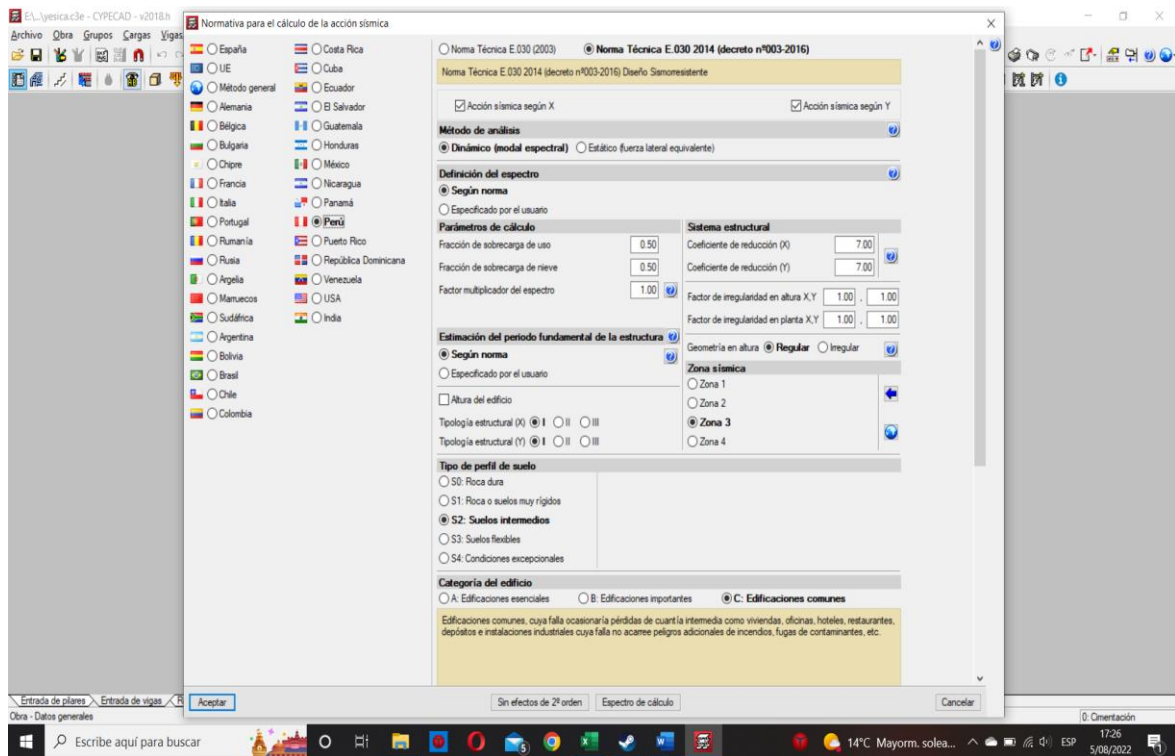 E:\...\yesica.c3e - CYPECAD - v2018.h
Archivo Obra Grupos Cargas Vigas
Normativa para el cálculo de la acción sísmica
España
UE
Método general
Alemania
Bélgica
Bulgaria
Chipre
Francia
Italia
Portugal
Rumanía
Rusia
Argelia
Marruecos
Sudáfrica
Argentina
Bolivia
Brasil
Chile
Colombia
Costa Rica
Cuba
Ecuador
El Salvador
Guatemala
Honduras
México
Nicaragua
Panamá
Perú
Puerto Rico
República Dominicana
Venezuela
USA
India
Norma Técnica E.030 (2003) Norma Técnica E.030 2014 (decreto nº003-2016)
Norma Técnica E.030 2014 (decreto nº003-2016) Diseño Sismorresistente
Acción sísmica según X Acción sísmica según Y
Método de análisis
Dinámico (modal espectral) Estático (fuerza lateral equivalente)
Definición del espectro
Según norma
Especificado por el usuario
Parámetros de cálculo
Fracción de sobrecarga de uso 0.50
Fracción de sobrecarga de nieve 0.50
Factor multiplicador del espectro 1.00
Sistema estructural
Coeficiente de reducción (X) 7.00
Coeficiente de reducción (Y) 7.00
Factor de irregularidad en altura X,Y 1.00 , 1.00
Factor de irregularidad en planta X,Y 1.00 , 1.00
Geometría en altura Regular Irregular
Estimación del periodo fundamental de la estructura
Según norma
Especificado por el usuario
Altura del edificio
Tipología estructural (X) I II III
Tipología estructural (Y) I II III
Zona sísmica
Zona 1
Zona 2
Zona 3
Zona 4
Tipo de perfil de suelo
S0: Roca dura
S1: Roca o suelos muy rígidos
S2: Suelos intermedios
S3: Suelos flexibles
S4: Condiciones excepcionales
Categoría del edificio
A: Edificaciones esenciales B: Edificaciones importantes C: Edificaciones comunes
Edificaciones comunes, cuya falla ocasionaría pérdidas de cuantía intermedia como viviendas, oficinas, hoteles, restaurantes,
depósitos e instalaciones industriales cuya falla no acarree peligros adicionales de incendios, fugas de contaminantes, etc.
Aceptar Sin efectos de 2º orden Espectro de cálculo Cancelar
Entrada de pilares Entrada de vigas R
Obra - Datos generales 0: Cimentación
Escribe aquí para buscar 14°C Mayorm. solea... ESP 17:26
5/08/2022